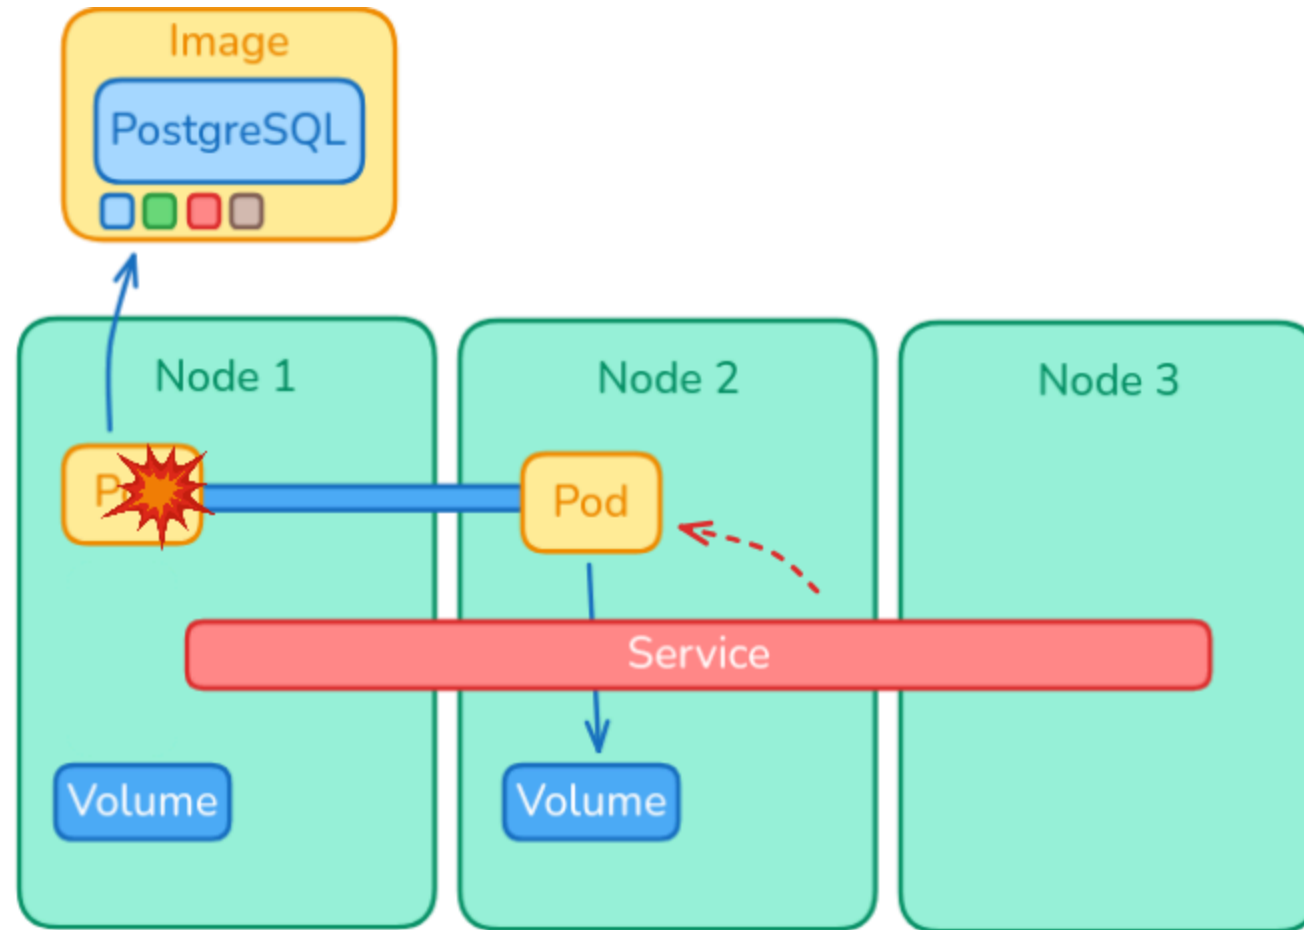 Image
PostgreSQL
Node 1
Node 2
Node 3
Pod
Service
Volume
Volume